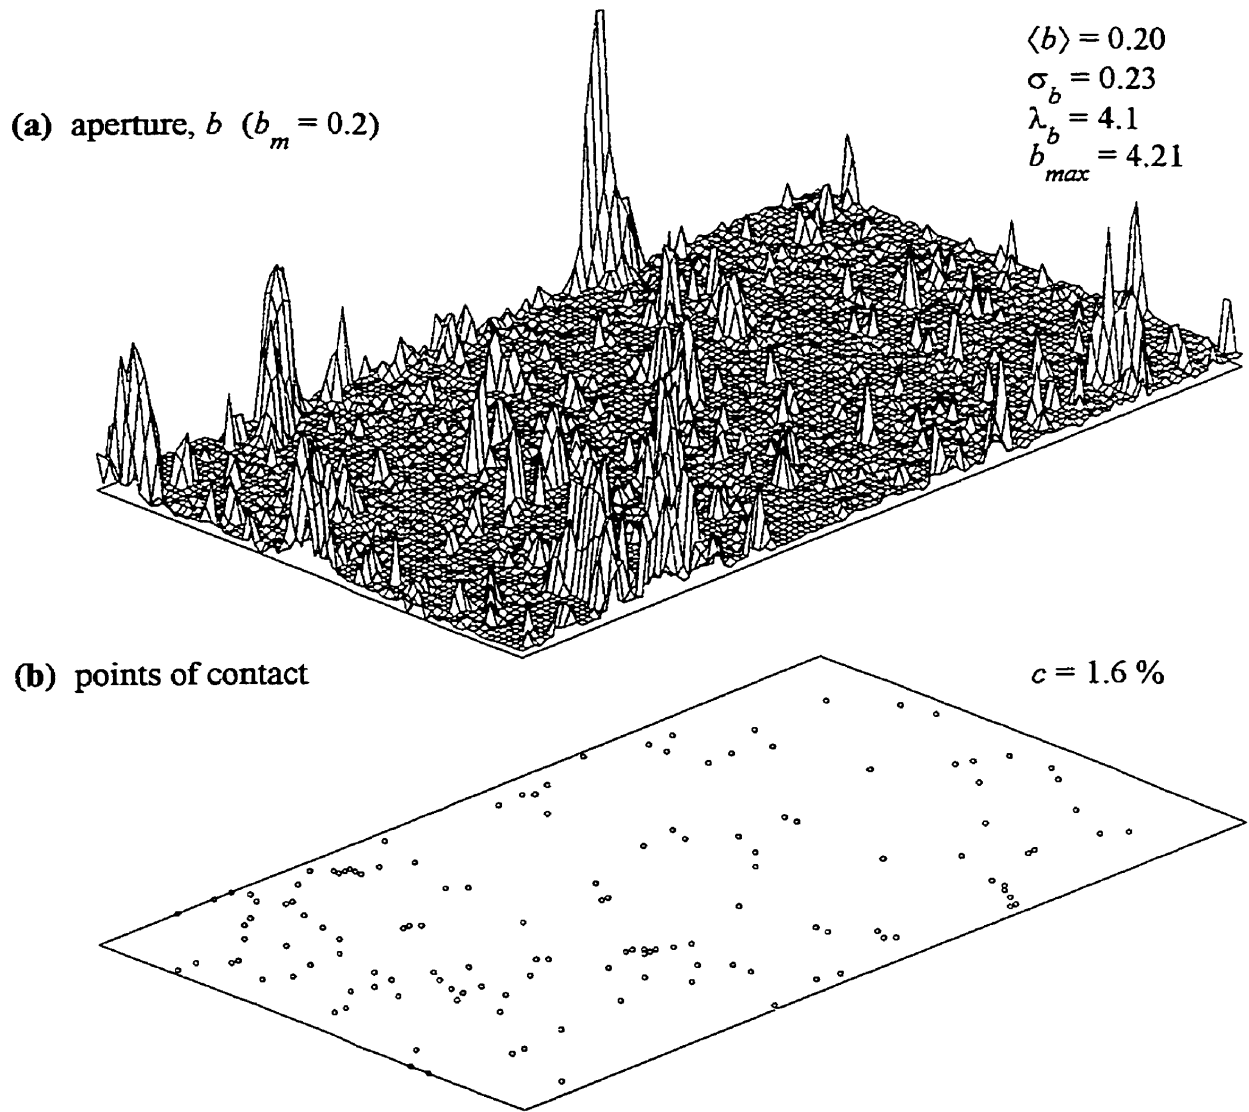 ⟨b⟩ = 0.20
σ_b = 0.23
(a) aperture, b (b_m = 0.2)
λ_b = 4.1
b_max = 4.21
(b) points of contact
c = 1.6 %